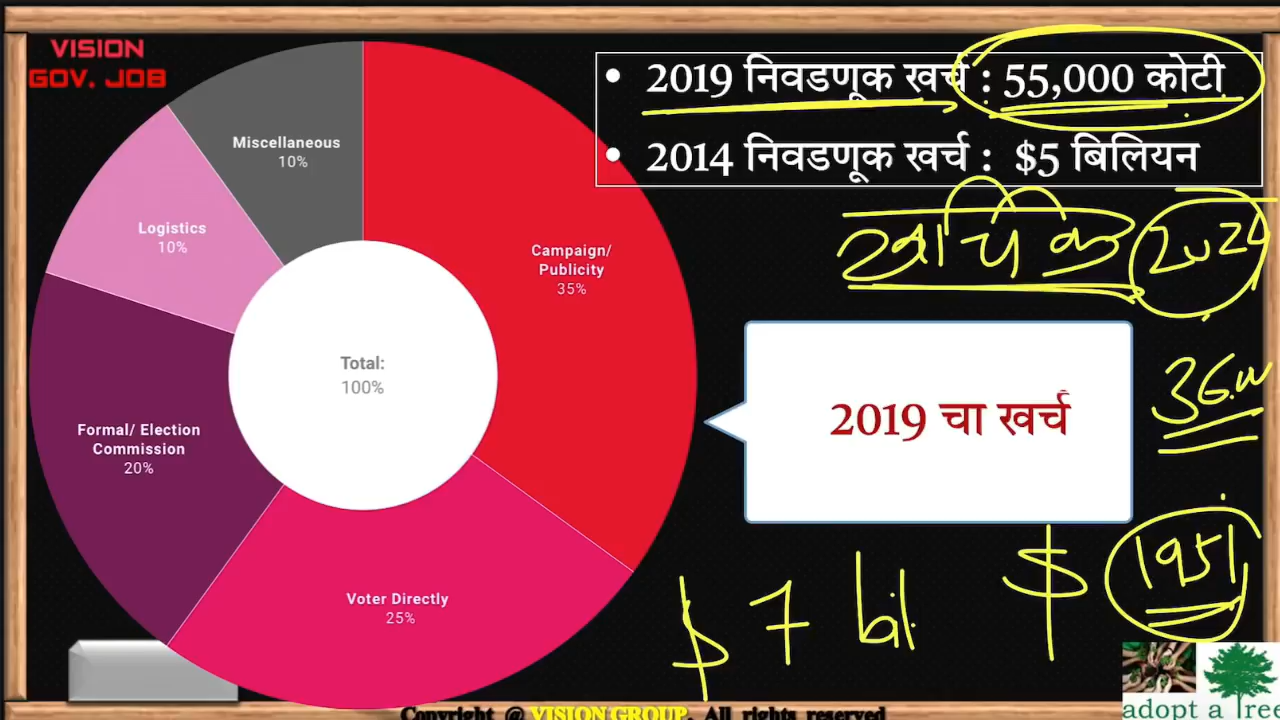 VISION
GOV. JOB
• 2019 निवडणूक खर्च : 55,000 कोटी
• 2014 निवडणूक खर्च : $5 बिलियन
Miscellaneous
10%
Logistics
10%
Campaign/
Publicity
35%
Total:
100%
Formal/ Election
Commission
20%
Voter Directly
25%
2019 चा खर्च
$ 7 bil
$
1951
adopt a Tree
Copyright @ VISION GROUP. All rights reserved